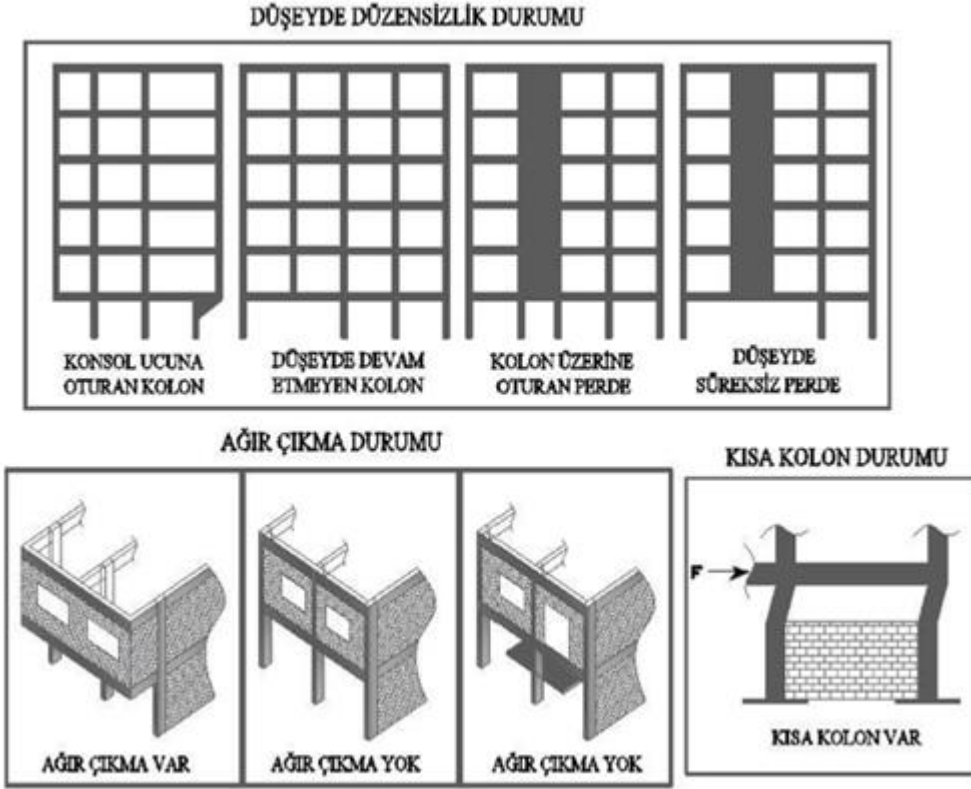 DÜŞEYDE DÜZENSİZLİK DURUMU
KONSOL UCUNA
OTURAN KOLON
DÜŞEYDE DEVAM
ETMEYEN KOLON
KOLON ÜZERİNE
OTURAN PERDE
DÜŞEYDE
SÜREKSİZ PERDE
AĞIR ÇIKMA DURUMU
AĞIR ÇIKMA VAR
AĞIR ÇIKMA YOK
AĞIR ÇIKMA YOK
KISA KOLON DURUMU
F
KISA KOLON VAR